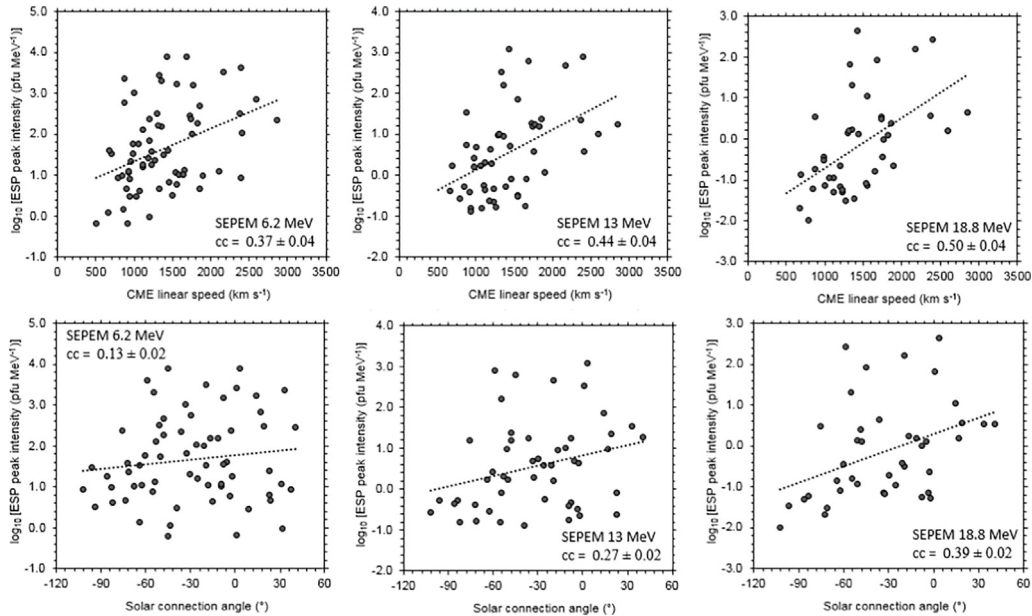 log₁₀ [ESP peak intensity (pfu MeV⁻¹)]
5.0
4.0
3.0
2.0
1.0
0.0
-1.0
SEPEM 6.2 MeV
cc = 0.37 ± 0.04
0 500 1000 1500 2000 2500 3000 3500
CME linear speed (km s⁻¹)
log₁₀ [ESP peak intensity (pfu MeV⁻¹)]
4.0
3.0
2.0
1.0
0.0
-1.0
-2.0
SEPEM 13 MeV
cc = 0.44 ± 0.04
0 500 1000 1500 2000 2500 3000 3500
CME linear speed (km s⁻¹)
log₁₀ [ESP peak intensity (pfu MeV⁻¹)]
3.0
2.0
1.0
0.0
-1.0
-2.0
-3.0
SEPEM 18.8 MeV
cc = 0.50 ± 0.04
0 500 1000 1500 2000 2500 3000 3500
CME linear speed (km s⁻¹)
log₁₀ [ESP peak intensity (pfu MeV⁻¹)]
5.0
4.0
3.0
2.0
1.0
0.0
-1.0
SEPEM 6.2 MeV
cc = 0.13 ± 0.02
-120 -90 -60 -30 0 30 60
Solar connection angle (°)
log₁₀ [ESP peak intensity (pfu MeV⁻¹)]
4.0
3.0
2.0
1.0
0.0
-1.0
-2.0
SEPEM 13 MeV
cc = 0.27 ± 0.02
-120 -90 -60 -30 0 30 60
Solar connection angle (°)
log₁₀ [ESP peak intensity (pfu MeV⁻¹)]
3.0
2.0
1.0
0.0
-1.0
-2.0
-3.0
SEPEM 18.8 MeV
cc = 0.39 ± 0.02
-120 -90 -60 -30 0 30 60
Solar connection angle (°)